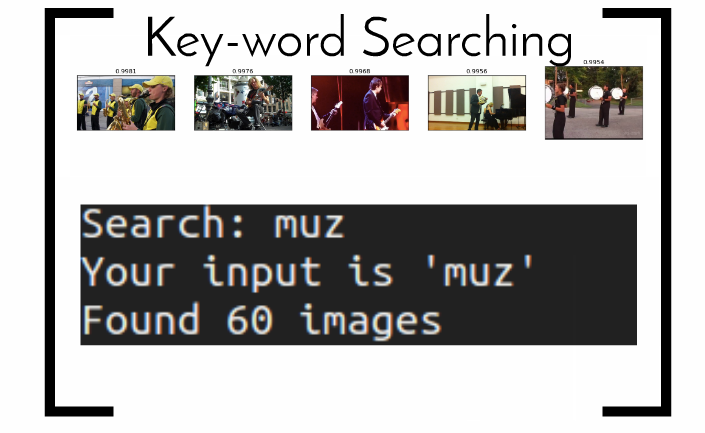 Key-word Searching
0.9981
0.9976
0.9968
0.9956
0.9954
Search: muz
Your input is 'muz'
Found 60 images